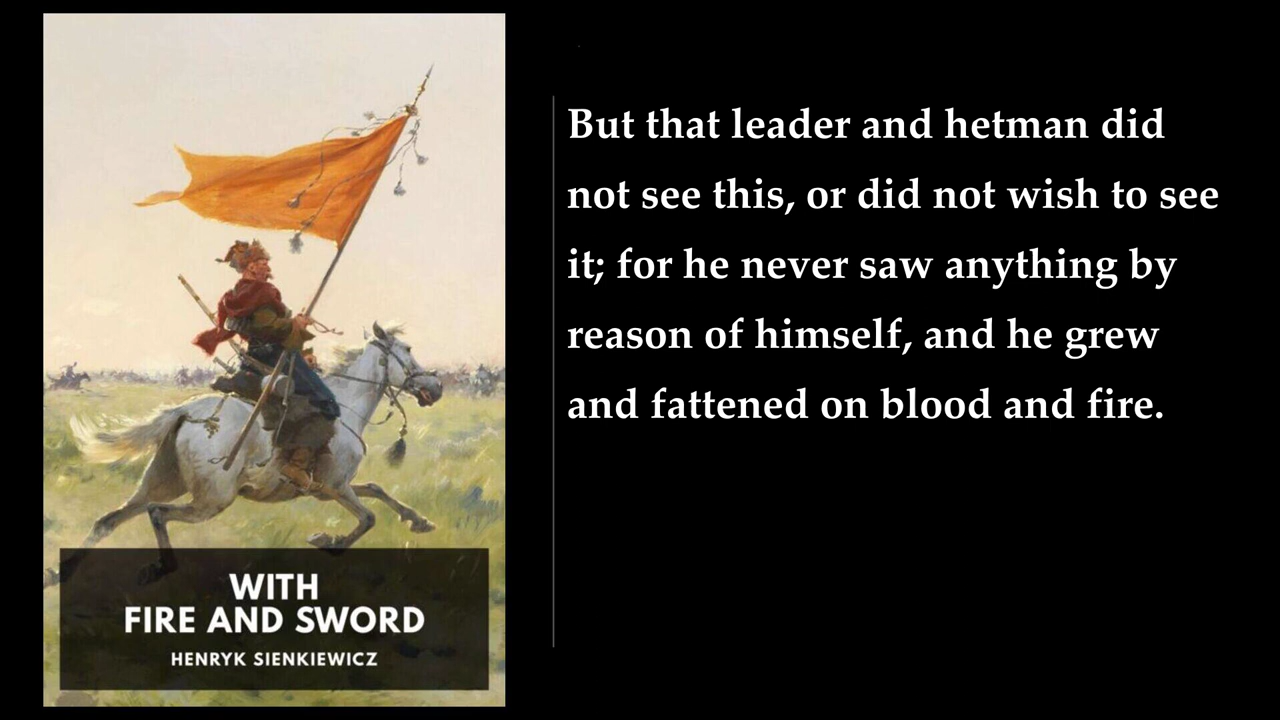 But that leader and hetman did
not see this, or did not wish to see
it; for he never saw anything by
reason of himself, and he grew
and fattened on blood and fire.
WITH
FIRE AND SWORD
HENRYK SIENKIEWICZ